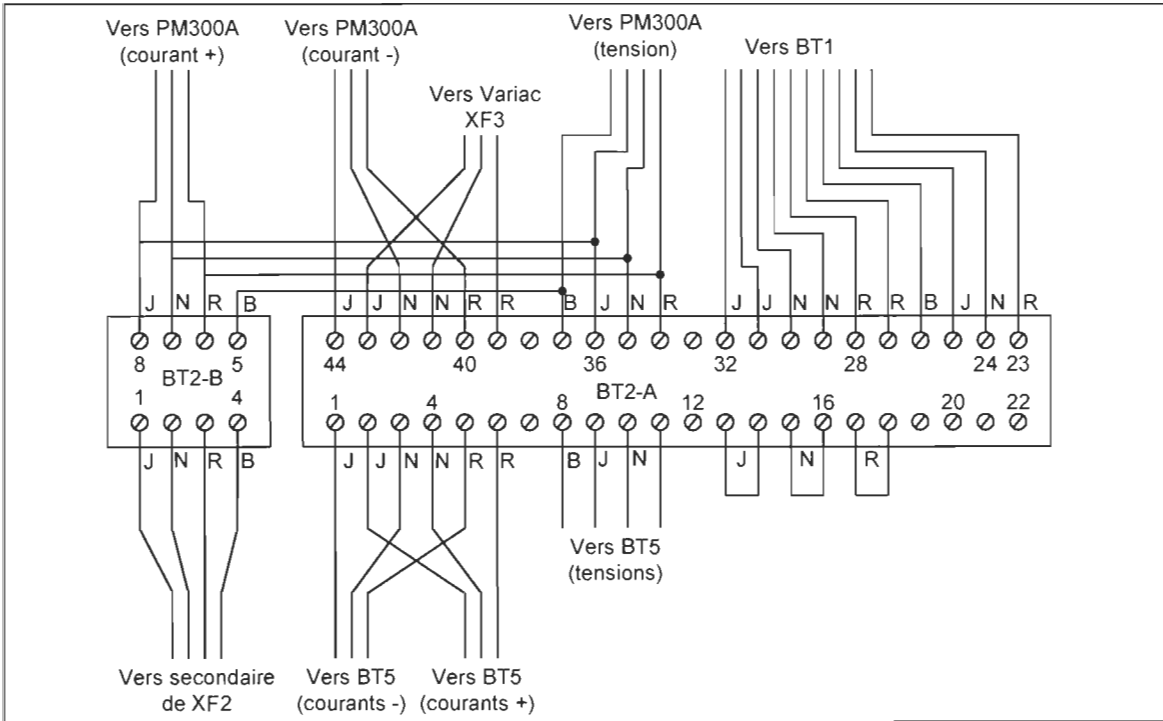 Vers PM300A
(courant +)
Vers PM300A
(courant -)
Vers PM300A
(tension)
Vers BT1
Vers Variac
XF3
J N R B
J J N N R R B J N R J J N N R R B J N R
8 5
44 40 36 32 28 24 23
BT2-B
BT2-A
1 4
1 4 8 12 16 20 22
J N R B
J J N N R R B J N J N R
Vers BT5
(tensions)
Vers secondaire
de XF2
Vers BT5
(courants -)
Vers BT5
(courants +)